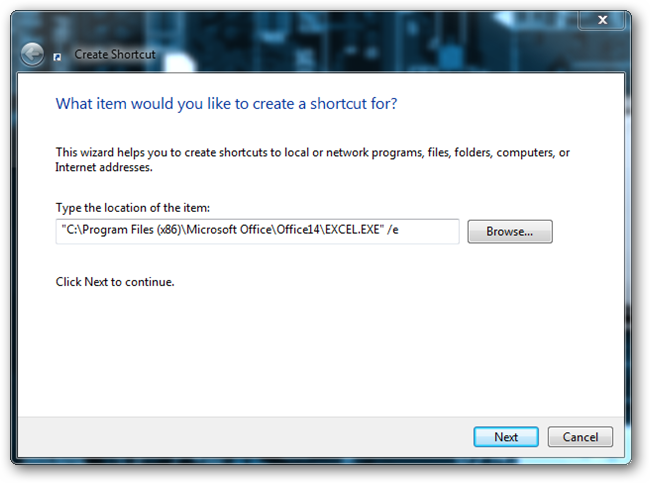 Create Shortcut
What item would you like to create a shortcut for?
This wizard helps you to create shortcuts to local or network programs, files, folders, computers, or
Internet addresses.
Type the location of the item:
"C:\Program Files (x86)\Microsoft Office\Office14\EXCEL.EXE" /e
Browse...
Click Next to continue.
Next
Cancel